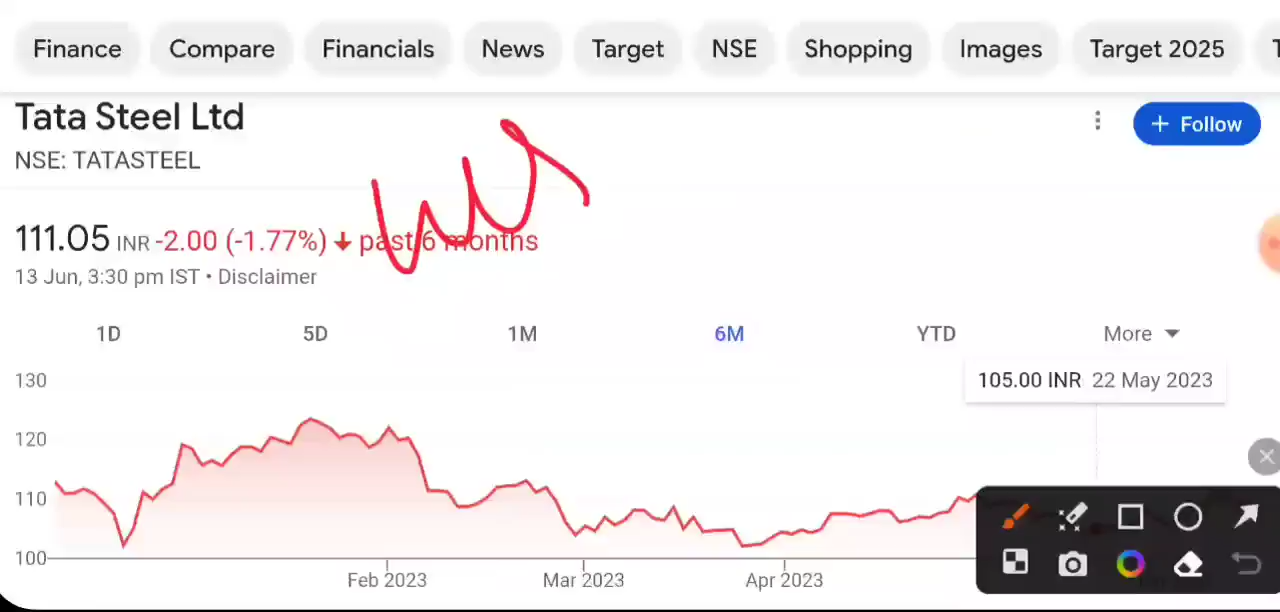 Finance Compare Financials News Target NSE Shopping Images Target 2025
Tata Steel Ltd
+ Follow
NSE: TATASTEEL
111.05 INR -2.00 (-1.77%) ↓ past 6 months
13 Jun, 3:30 pm IST • Disclaimer
1D 5D 1M 6M YTD More
105.00 INR 22 May 2023
130
120
110
100
Feb 2023 Mar 2023 Apr 2023